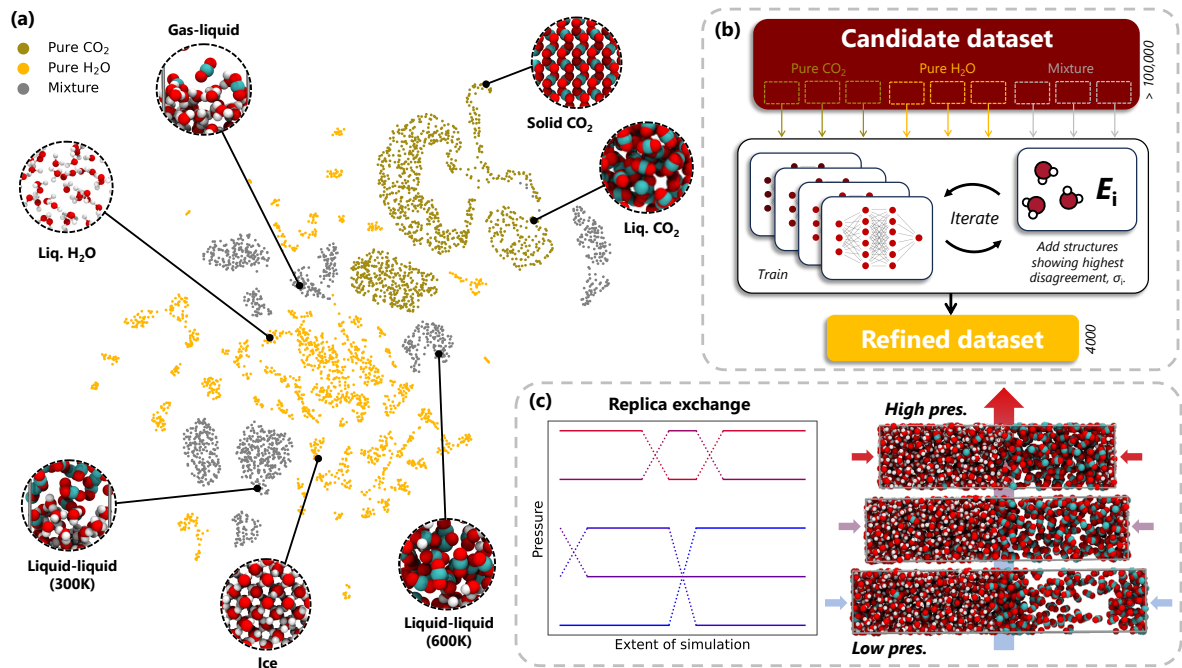 (a)
Pure CO₂
Pure H₂O
Mixture
Gas-liquid
Solid CO₂
Liq. CO₂
Liq. H₂O
Liquid-liquid
(300K)
Ice
Liquid-liquid
(600K)
(b)
Candidate dataset
Pure CO₂
Pure H₂O
Mixture
> 100,000
Train
Iterate
Eᵢ
Add structures
showing highest
disagreement, σᵢ.
Refined dataset
4000
(c)
Replica exchange
Pressure
Extent of simulation
High pres.
Low pres.